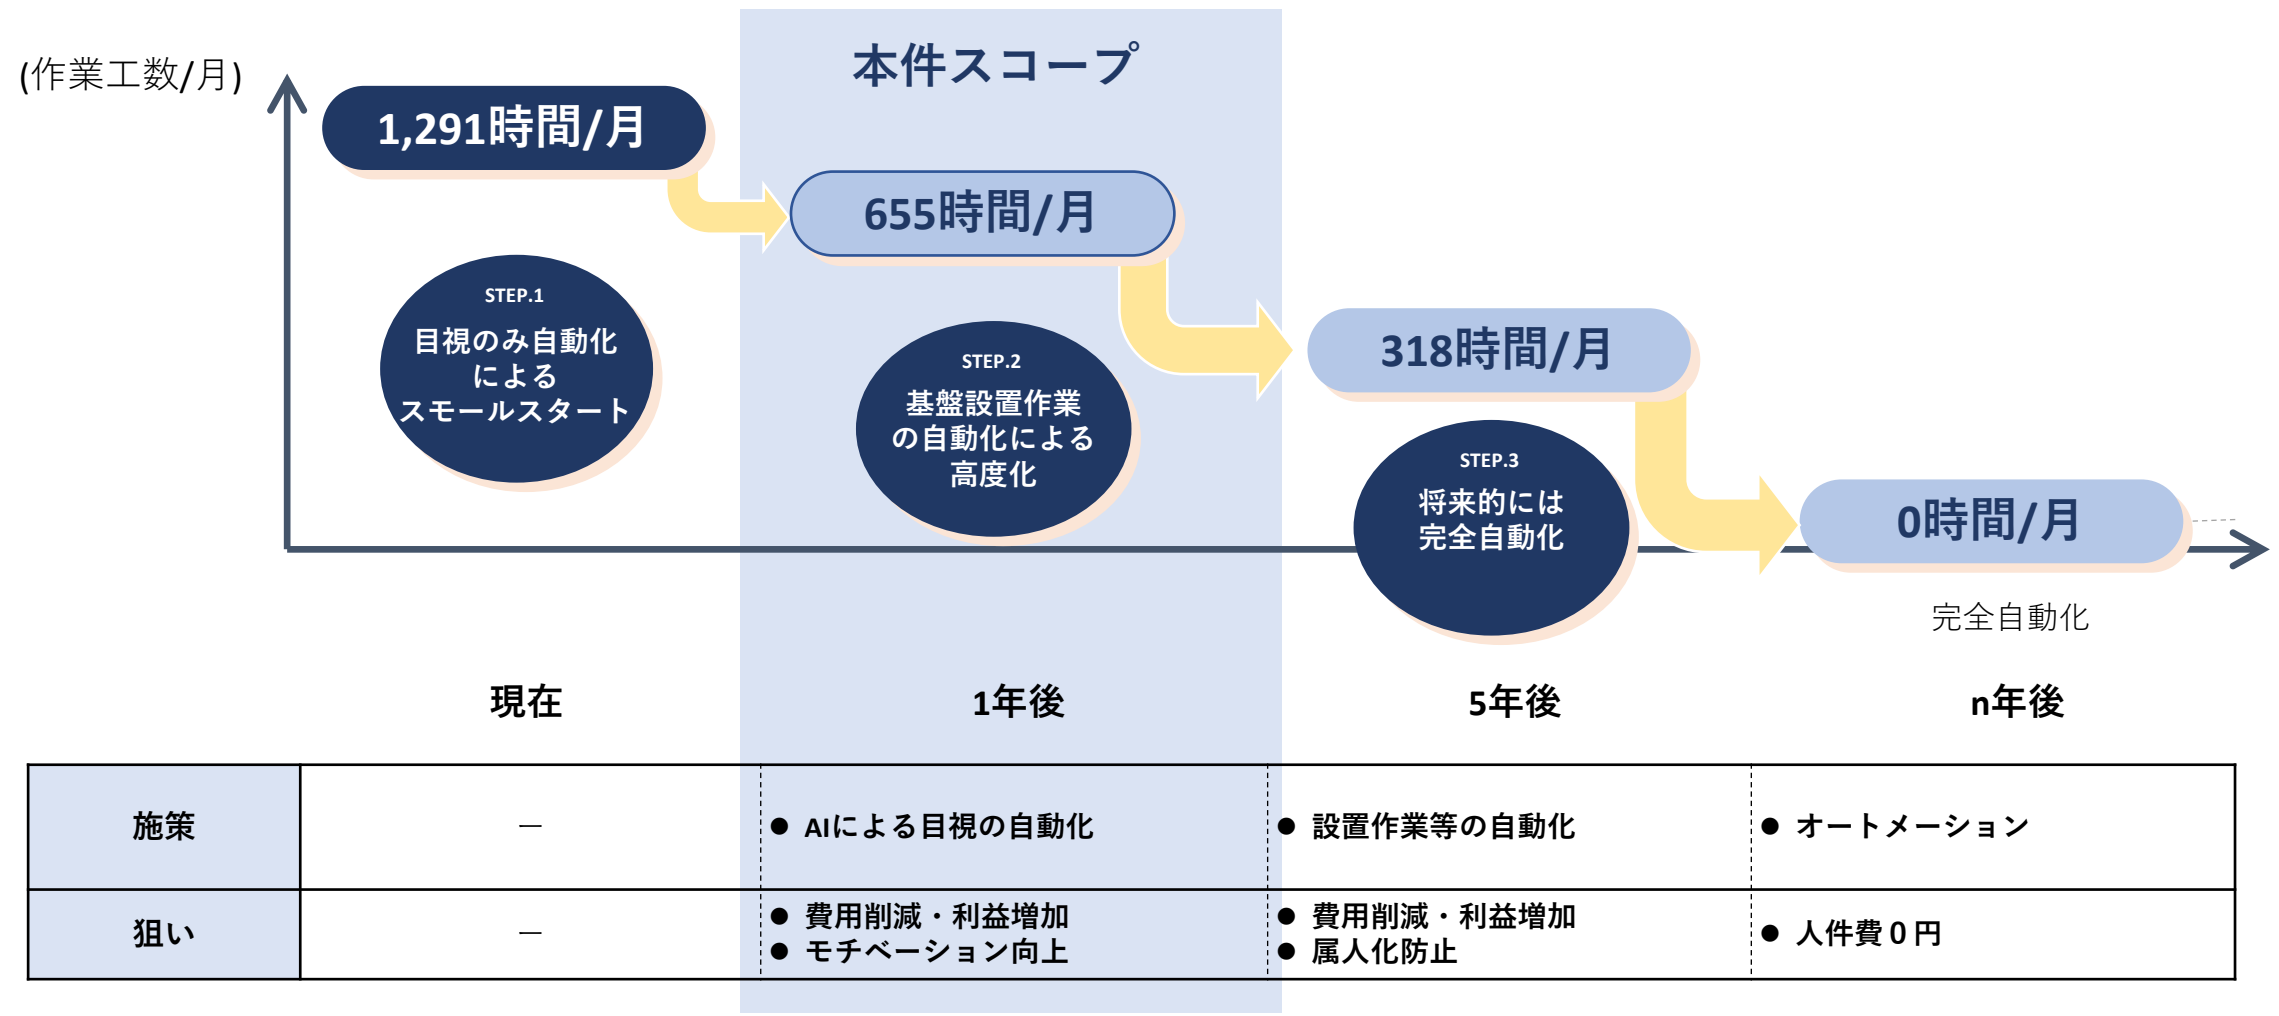 本件スコープ
(作業工数/月)
1,291時間/月
655時間/月
318時間/月
0時間/月
STEP.1
目視のみ自動化
による
スモールスタート
STEP.2
基盤設置作業
の自動化による
高度化
STEP.3
将来的には
完全自動化
完全自動化
現在
1年後
5年後
n年後
施策
―
● AIによる目視の自動化
● 設置作業等の自動化
● オートメーション
狙い
―
● 費用削減・利益増加
● モチベーション向上
● 費用削減・利益増加
● 属人化防止
● 人件費０円